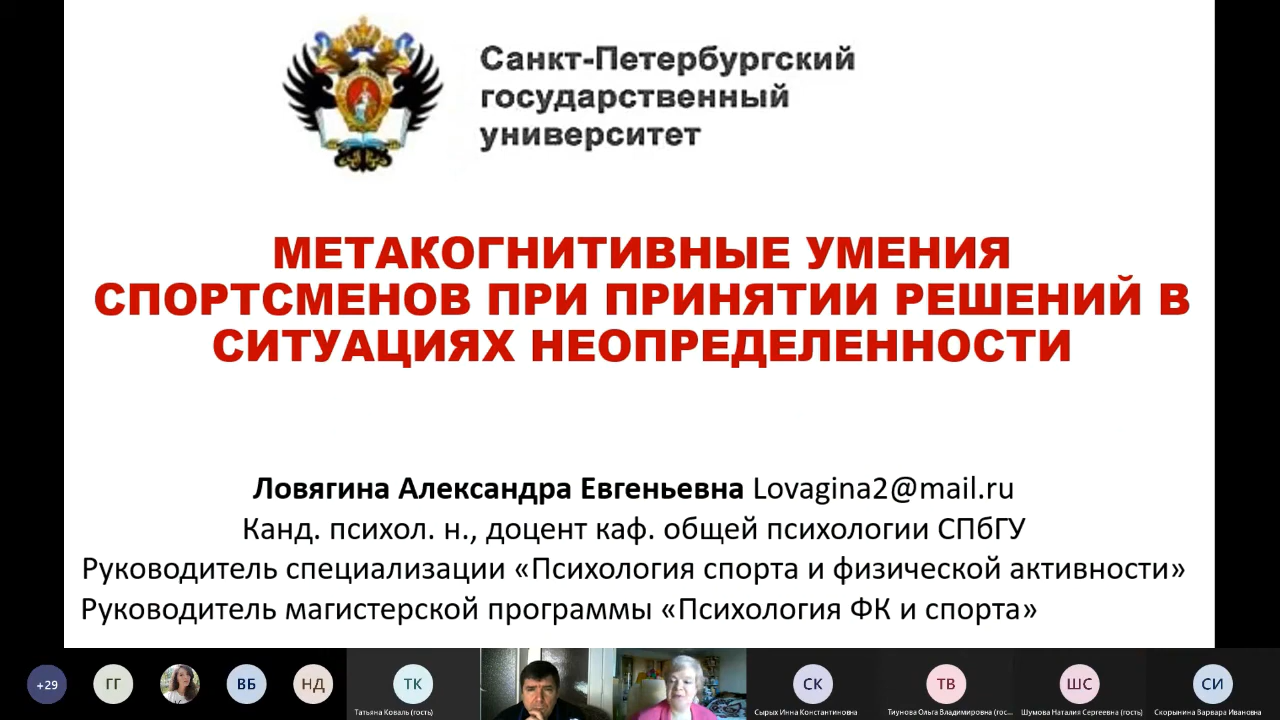 Санкт-Петербургский
государственный
университет
МЕТАКОГНИТИВНЫЕ УМЕНИЯ
СПОРТСМЕНОВ ПРИ ПРИНЯТИИ РЕШЕНИЙ В
СИТУАЦИЯХ НЕОПРЕДЕЛЕННОСТИ
Ловягина Александра Евгеньевна Lovagina2@mail.ru
Канд. психол. н., доцент каф. общей психологии СПбГУ
Руководитель специализации «Психология спорта и физической активности»
Руководитель магистерской программы «Психология ФК и спорта»
+29
ГГ
ВБ
НД
ТК
Татьяна Коваль (гость)
СК
Сырых Инна Константиновна
ТВ
Тиунова Ольга Владимировна (гос...
ШС
Шумова Наталия Сергеевна (гость)
СИ
Скорынина Варвара Ивановна